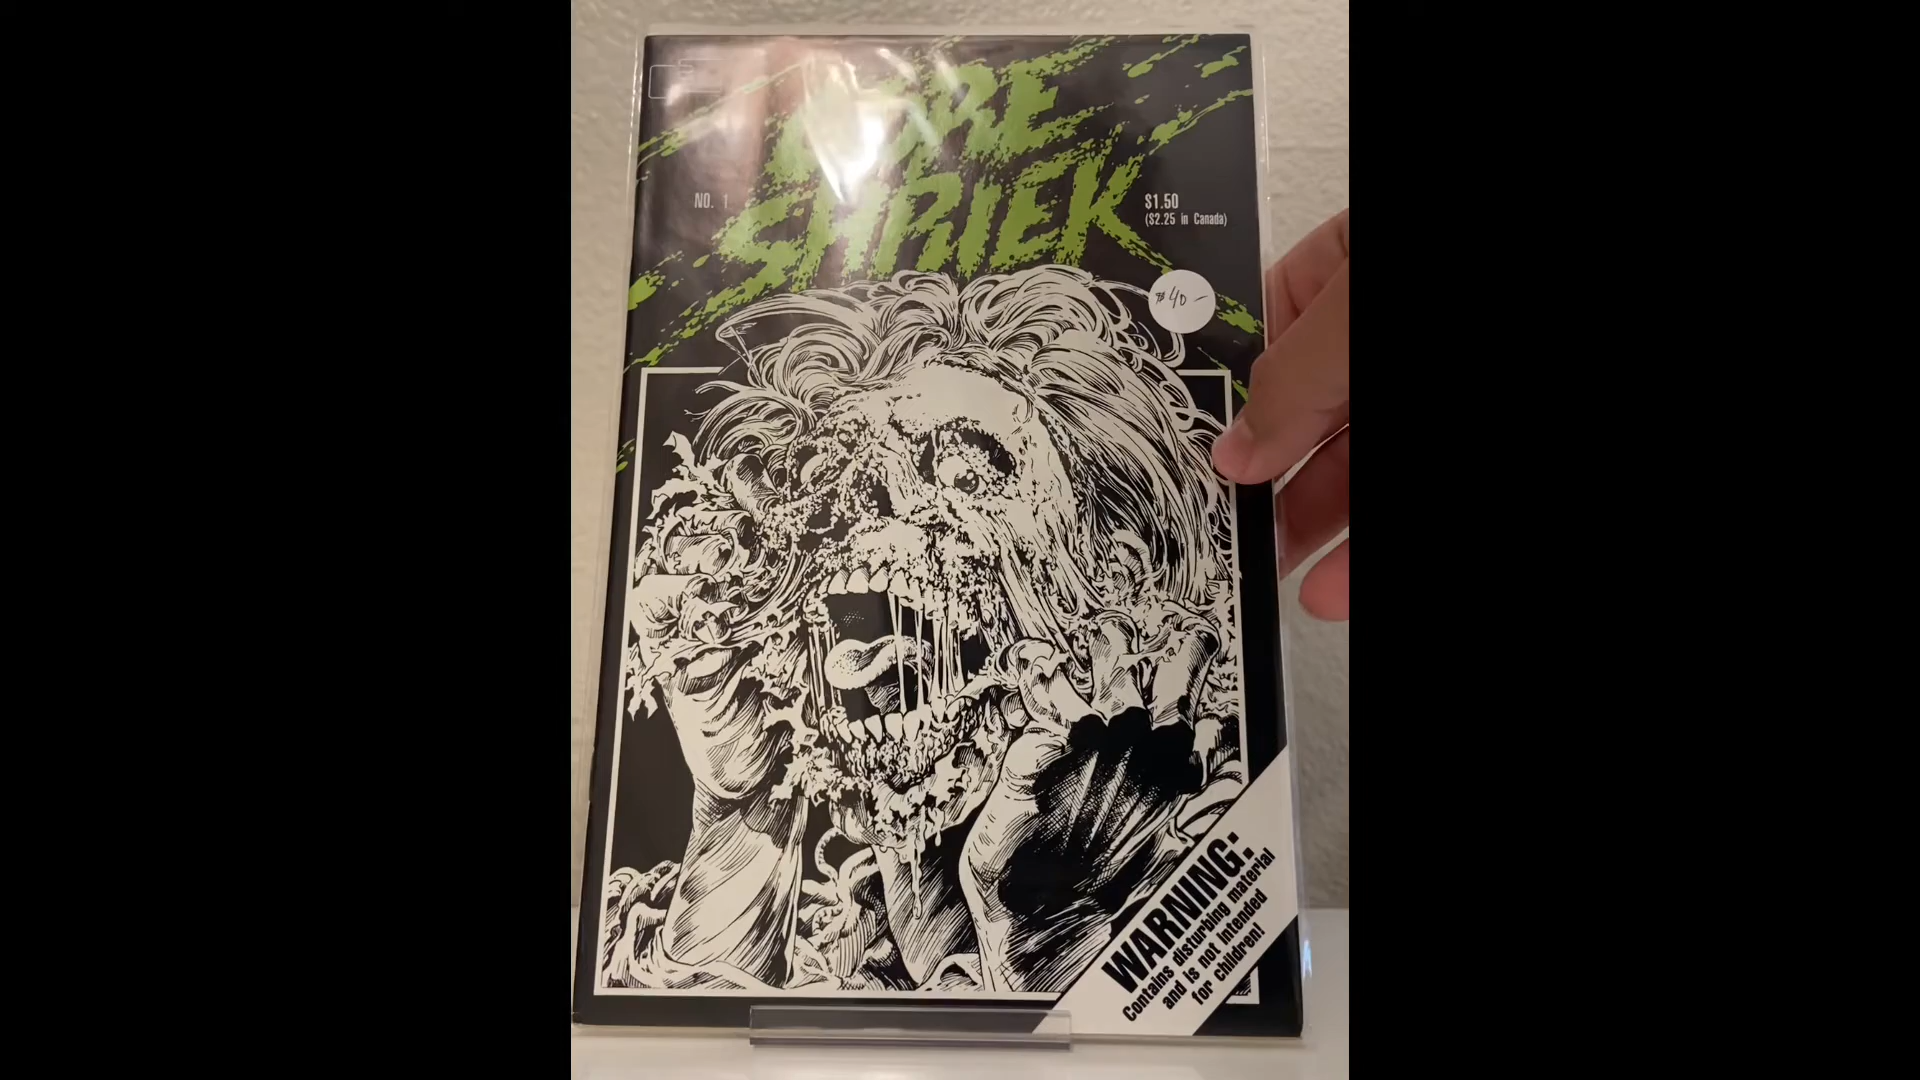 GORE
SHRIEK
NO. 1
$1.50
($2.25 in Canada)
$40-
WARNING:
Contains disturbing material
and is not intended
for children!